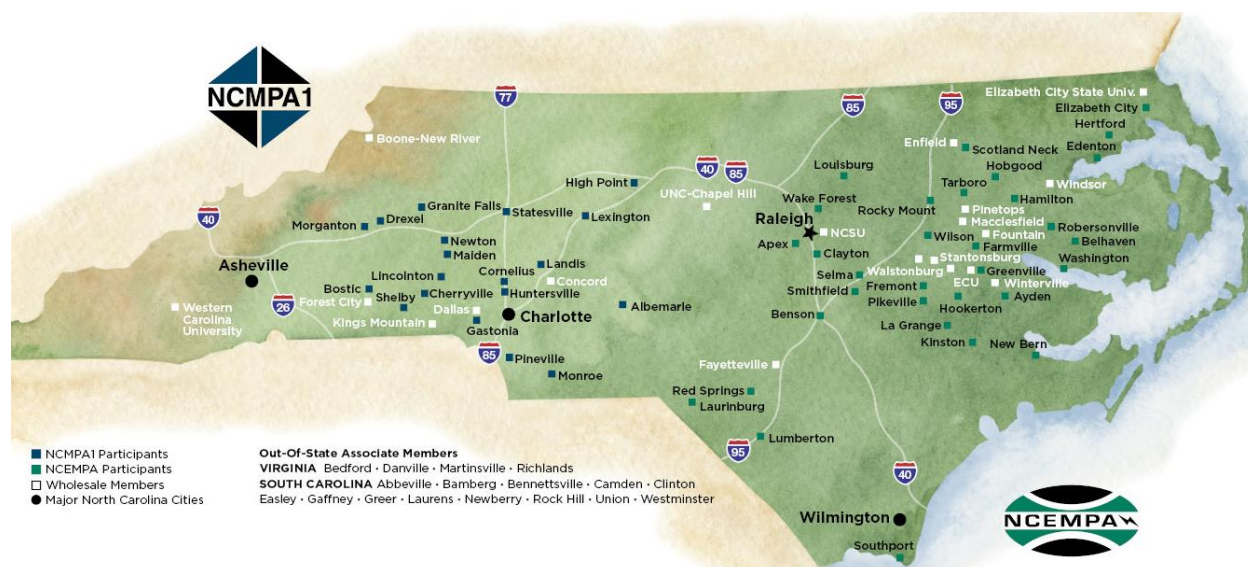 NCMPA1
77
85
95
Elizabeth City State Univ.
Elizabeth City
Hertford
Edenton
Boone-New River
Enfield
Scotland Neck
Hobgood
Louisburg
40
85
High Point
UNC-Chapel Hill
Tarboro
Windsor
Hamilton
Wake Forest
Rocky Mount
Granite Falls
Statesville
Lexington
Pinetops
Macclesfield
40
Morganton
Drexel
Raleigh
NCSU
Wilson
Fountain
Robersonville
Newton
Apex
Farmville
Belhaven
Maiden
Clayton
Stantonsburg
Washington
Asheville
Landis
Cornelius
Lincolnton
Selma
Walstonburg
Greenville
Concord
Bostic
Cherryville
Huntersville
Smithfield
Fremont
ECU
Winterville
Forest City
Shelby
Pikeville
Ayden
Western
Carolina
University
26
Dallas
Albemarle
Hookerton
Kings Mountain
Gastonia
Charlotte
Benson
La Grange
Kinston
New Bern
85
Pineville
Monroe
Fayetteville
Red Springs
Laurinburg
Lumberton
95
40
Wilmington
Southport
NCMPA1 Participants
NCEMPA Participants
Wholesale Members
Major North Carolina Cities
Out-Of-State Associate Members
VIRGINIA Bedford · Danville · Martinsville · Richlands
SOUTH CAROLINA Abbeville · Bamberg · Bennettsville · Camden · Clinton
Easley · Gaffney · Greer · Laurens · Newberry · Rock Hill · Union · Westminster
NCEMPA